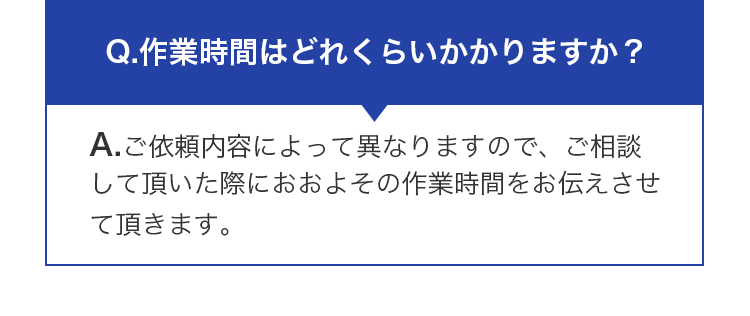 Q.作業時間はどれくらいかかりますか？
A.ご依頼内容によって異なりますので、ご相談
して頂いた際におおよその作業時間をお伝えさせ
て頂きます。